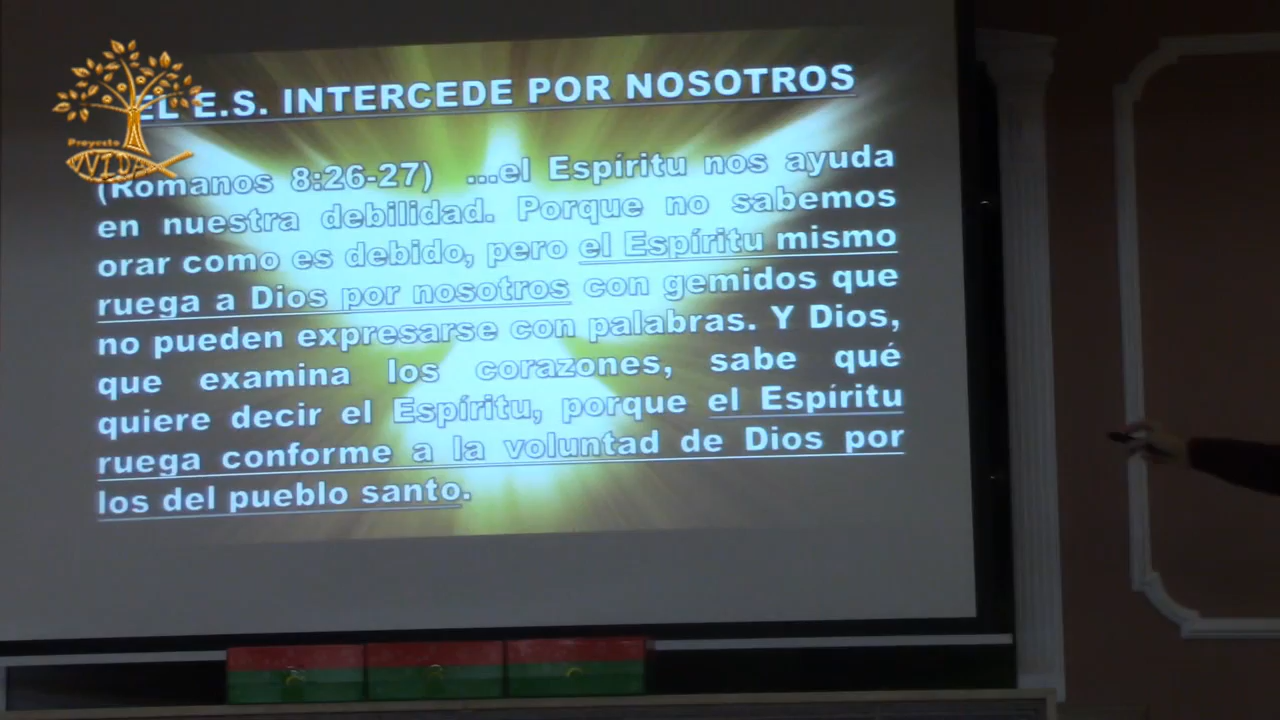 EL E.S. INTERCEDE POR NOSOTROS
Proyecto
VIDA
(Romanos 8:26-27) ...el Espíritu nos ayuda
en nuestra debilidad. Porque no sabemos
orar como es debido, pero el Espíritu mismo
ruega a Dios por nosotros con gemidos que
no pueden expresarse con palabras. Y Dios,
que examina los corazones, sabe qué
quiere decir el Espíritu, porque el Espíritu
ruega conforme a la voluntad de Dios por
los del pueblo santo.